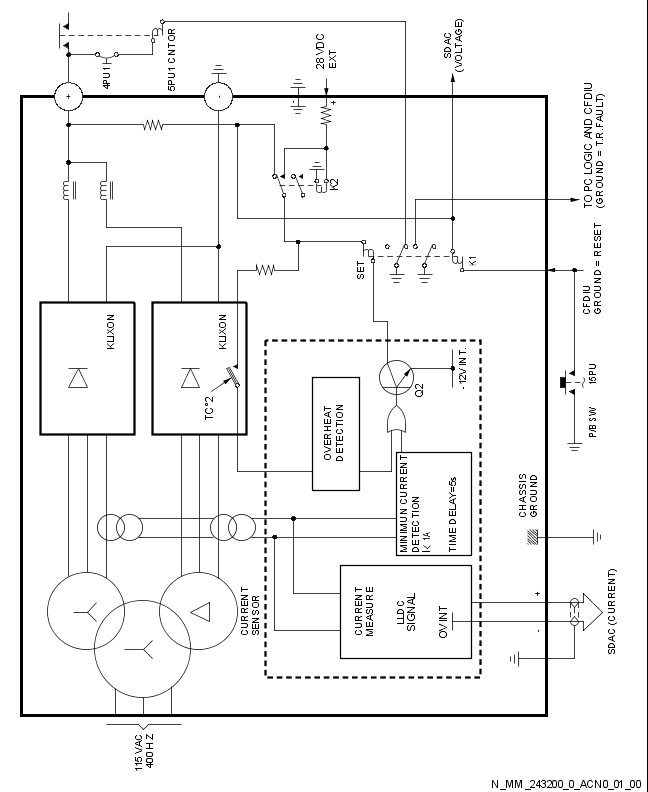 4PU1
5PU1 CNTOR
28 VDC
EXT
SDAC
(VOLTAGE)
+
-
-
+
K2
TO PC LOGIC AND CFDIU
(GROUND = T.R.FAULT)
SET
K1
CFDIU
GROUND = RESET
KLIXON
KLIXON
TC°2
Q2
-12V INT.
15PU
P/BSW
OVERHEAT
DETECTION
MINIMUN CURRENT
DETECTION
I< 1A
TIME DELAY=5s
CHASSIS
GROUND
CURRENT
SENSOR
CURRENT
MEASURE
LLDC
SIGNAL
OV INT
+
-
SDAC (CURRENT)
115 VAC
400 HZ
N_MM_243200_0_ACN0_01_00